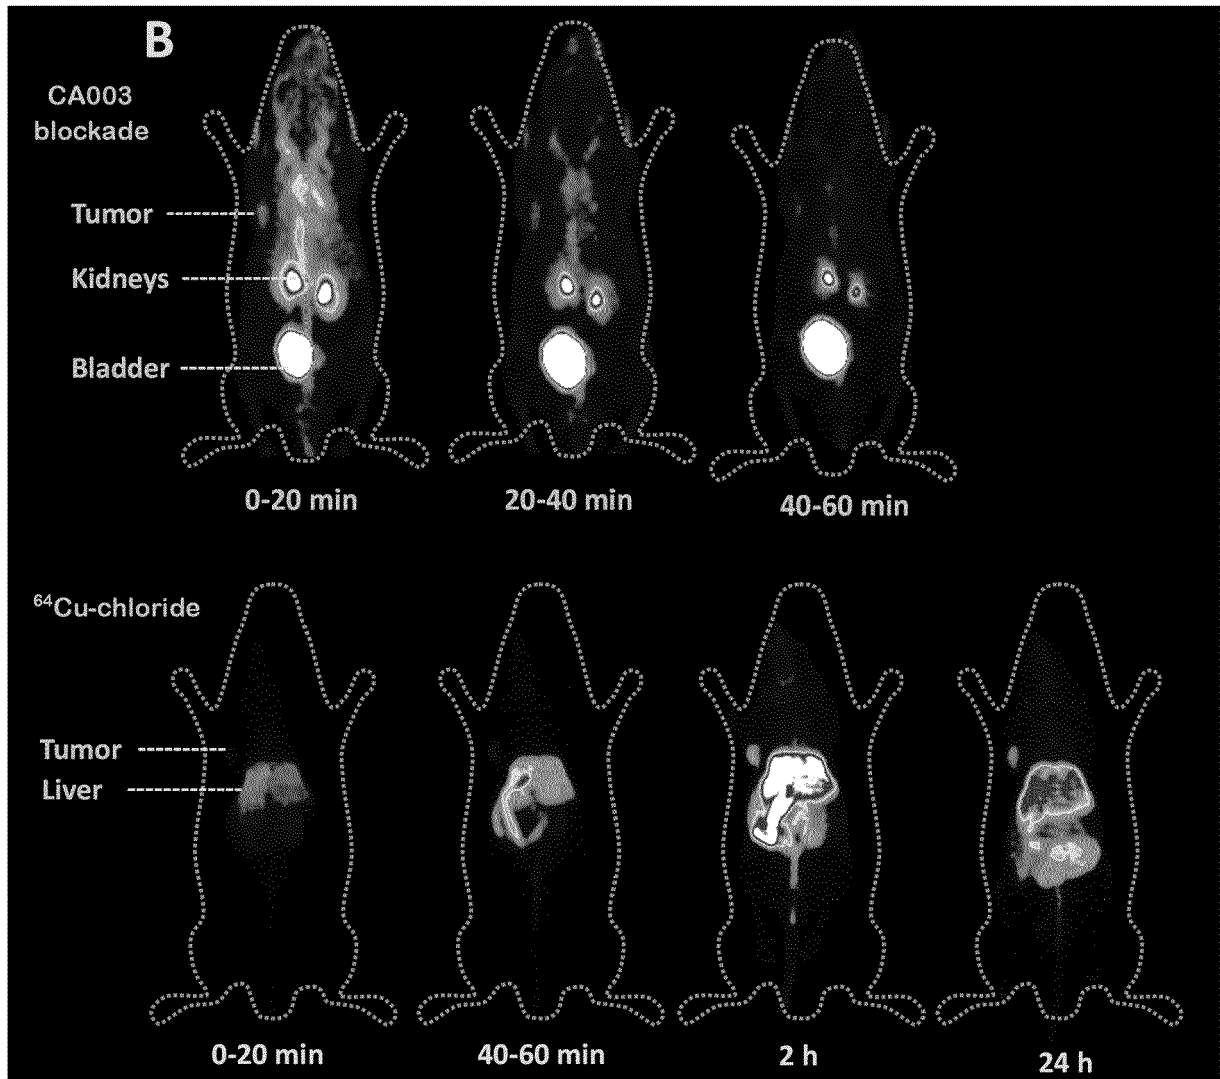 B
CA003
blockade
Tumor
Kidneys
Bladder
0-20 min
20-40 min
40-60 min
⁶⁴Cu-chloride
Tumor
Liver
0-20 min
40-60 min
2 h
24 h